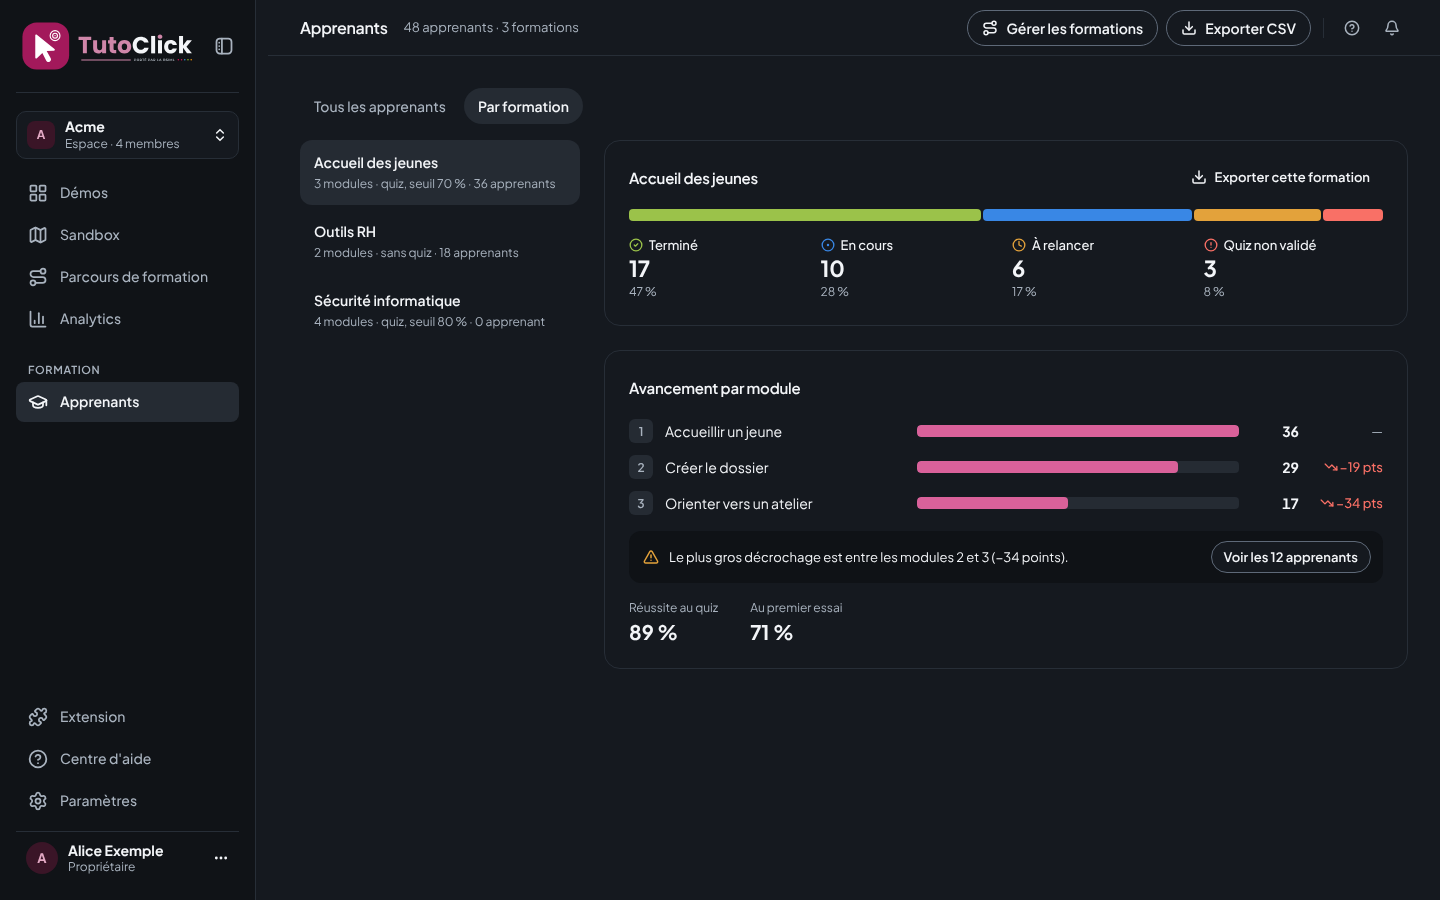 TutoClick
Acme
A
Espace · 4 membres
Démos
Sandbox
Parcours de formation
Analytics
FORMATION
Apprenants
Extension
Centre d'aide
Paramètres
A
Alice Exemple
Propriétaire
Apprenants
48 apprenants · 3 formations
Gérer les formations
Exporter CSV
Tous les apprenants
Par formation
Accueil des jeunes
3 modules · quiz, seuil 70 % · 36 apprenants
Outils RH
2 modules · sans quiz · 18 apprenants
Sécurité informatique
4 modules · quiz, seuil 80 % · 0 apprenant
Accueil des jeunes
Exporter cette formation
Terminé
17
47 %
En cours
10
28 %
À relancer
6
17 %
Quiz non validé
3
8 %
Avancement par module
1 Accueillir un jeune 36 —
2 Créer le dossier 29 −19 pts
3 Orienter vers un atelier 17 −34 pts
Le plus gros décrochage est entre les modules 2 et 3 (−34 points).
Voir les 12 apprenants
Réussite au quiz
89 %
Au premier essai
71 %